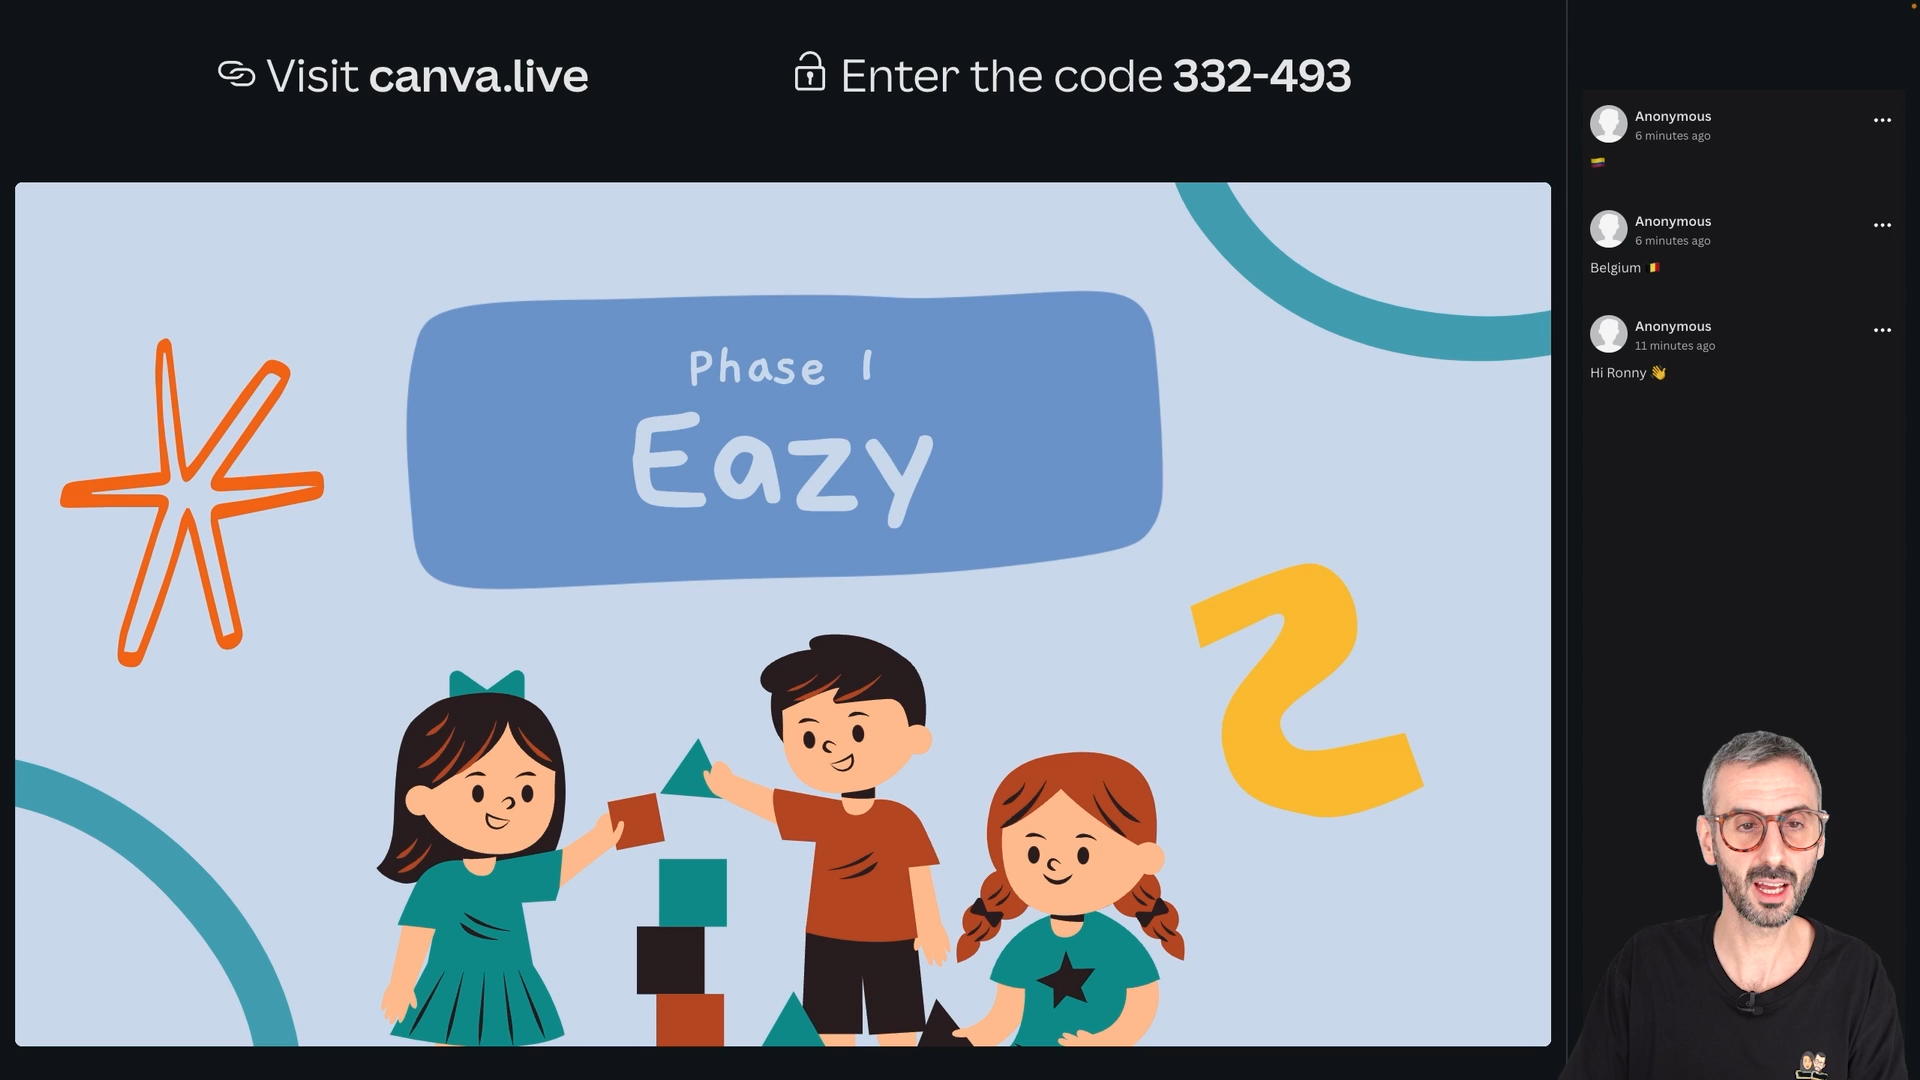 Visit canva.live
Enter the code 332-493
Phase 1
Eazy
Anonymous
6 minutes ago
Anonymous
6 minutes ago
Belgium 🇧🇪
Anonymous
11 minutes ago
Hi Ronny 👋